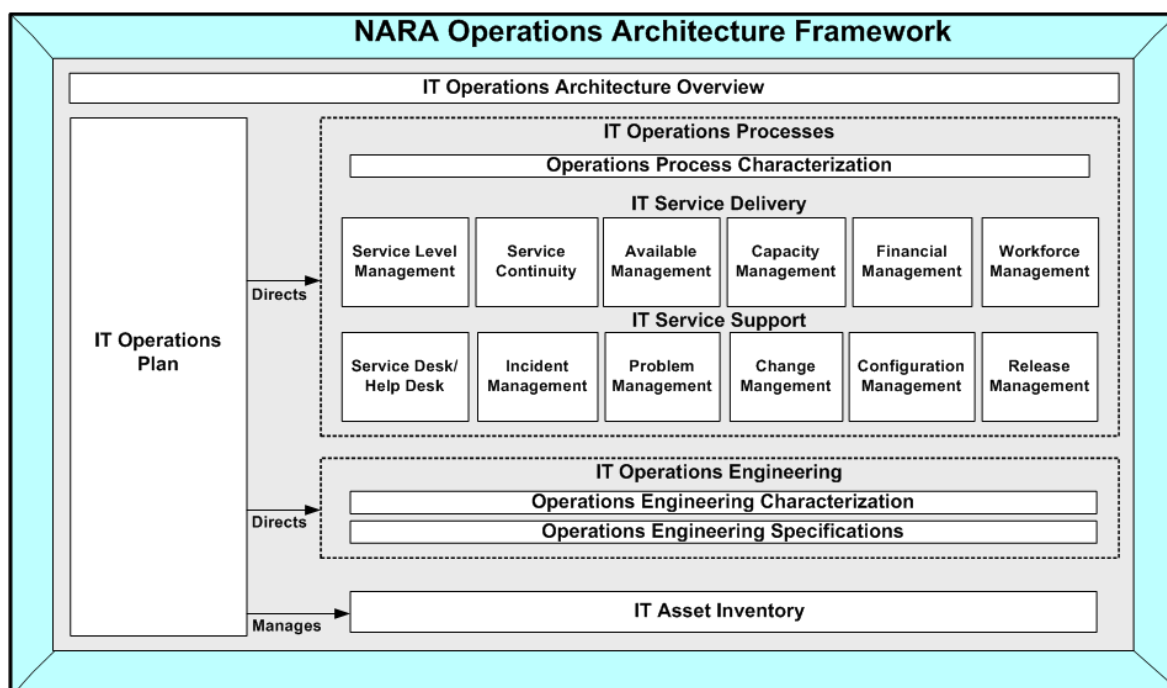 NARA Operations Architecture Framework
IT Operations Architecture Overview
IT Operations
Plan
Directs
IT Operations Processes
Operations Process Characterization
IT Service Delivery
Service Level
Management
Service
Continuity
Available
Management
Capacity
Management
Financial
Management
Workforce
Management
IT Service Support
Service Desk/
Help Desk
Incident
Management
Problem
Management
Change
Mangement
Configuration
Management
Release
Management
Directs
IT Operations Engineering
Operations Engineering Characterization
Operations Engineering Specifications
Manages
IT Asset Inventory